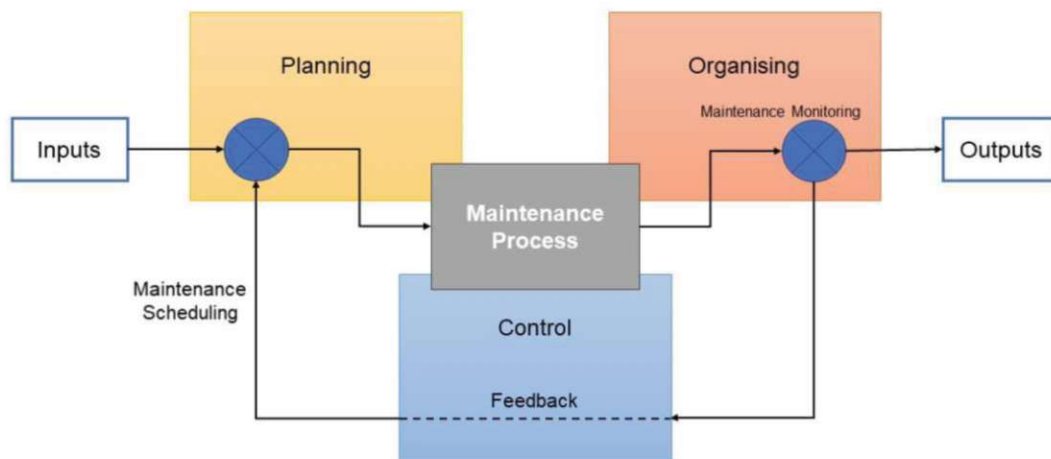 Planning
Organising
Maintenance Monitoring
Inputs
Outputs
Maintenance
Process
Maintenance
Scheduling
Control
Feedback